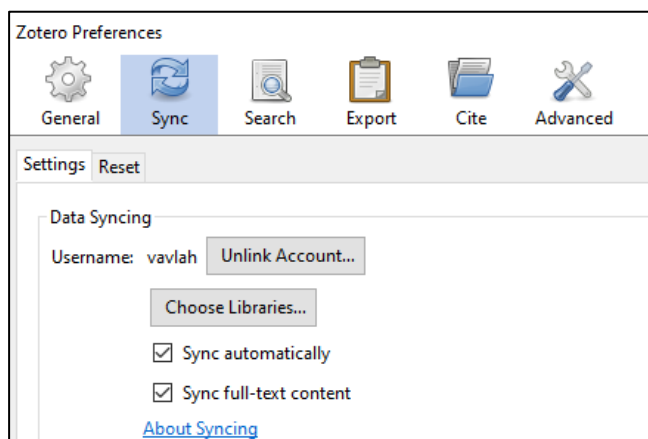 Zotero Preferences
General Sync Search Export Cite Advanced
Settings Reset
Data Syncing
Username: vavlah Unlink Account...
Choose Libraries...
Sync automatically
Sync full-text content
About Syncing